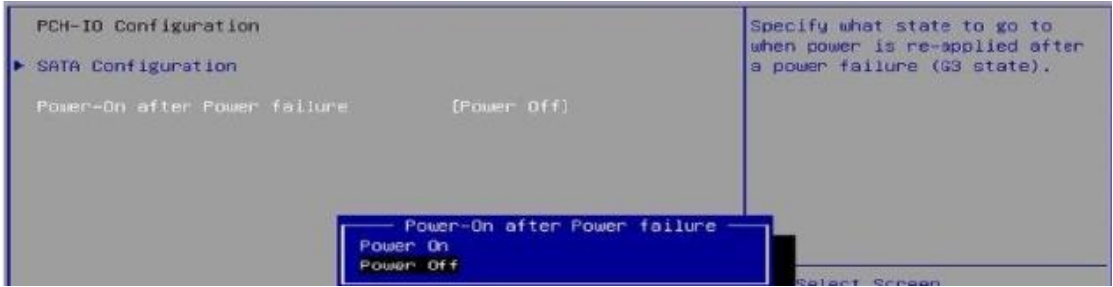 PCH-IO Configuration
SATA Configuration
Power-On after Power failure [Power Off]
Specify what state to go to
when power is re-applied after
a power failure (G3 state).
Power-On after Power failure
Power On
Power Off
Select Screen